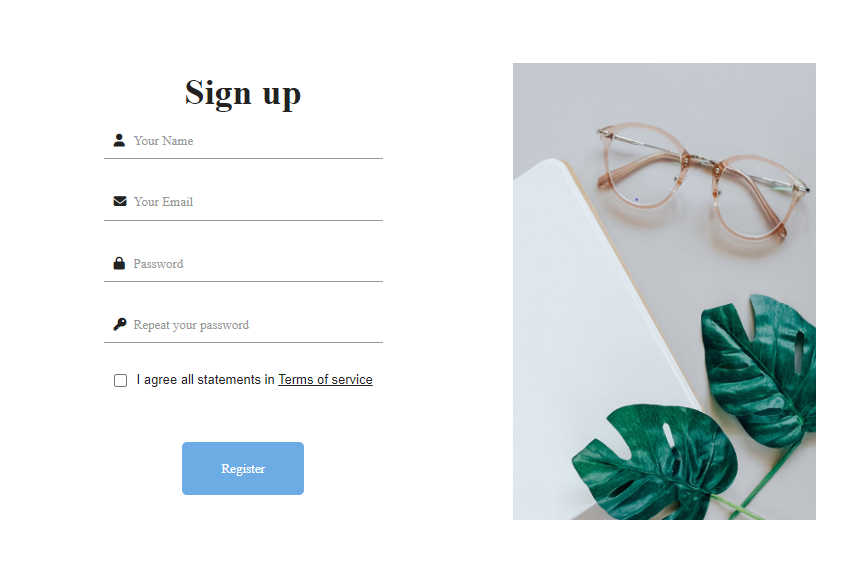 Sign up
Your Name
Your Email
Password
Repeat your password
I agree all statements in Terms of service
Register